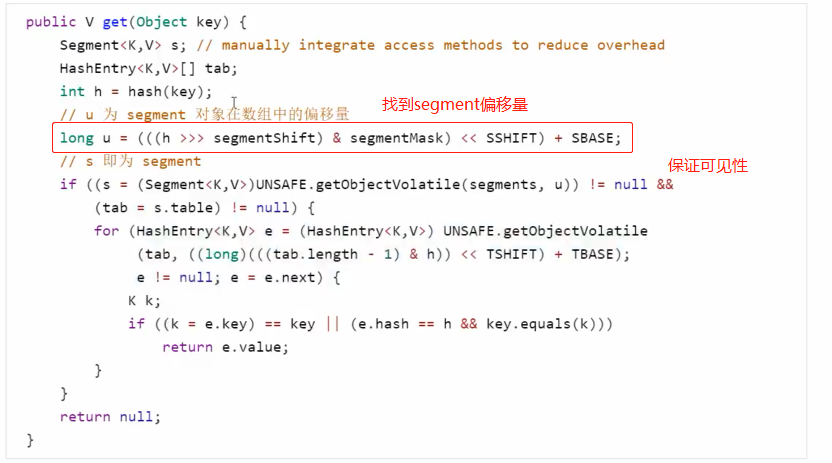 public V get(Object key) {
Segment<K,V> s; // manually integrate access methods to reduce overhead
HashEntry<K,V>[] tab;
int h = hash(key);
// u 为 segment 对象在数组中的偏移量
找到segment偏移量
long u = (((h >>> segmentShift) & segmentMask) << SSHIFT) + SBASE;
// s 即为 segment
保证可见性
if ((s = (Segment<K,V>)UNSAFE.getObjectVolatile(segments, u)) != null &&
(tab = s.table) != null) {
for (HashEntry<K,V> e = (HashEntry<K,V>) UNSAFE.getObjectVolatile
(tab, ((long)(((tab.length - 1) & h)) << TSHIFT) + TBASE);
e != null; e = e.next) {
K k;
if ((k = e.key) == key || (e.hash == h && key.equals(k)))
return e.value;
}
}
return null;
}